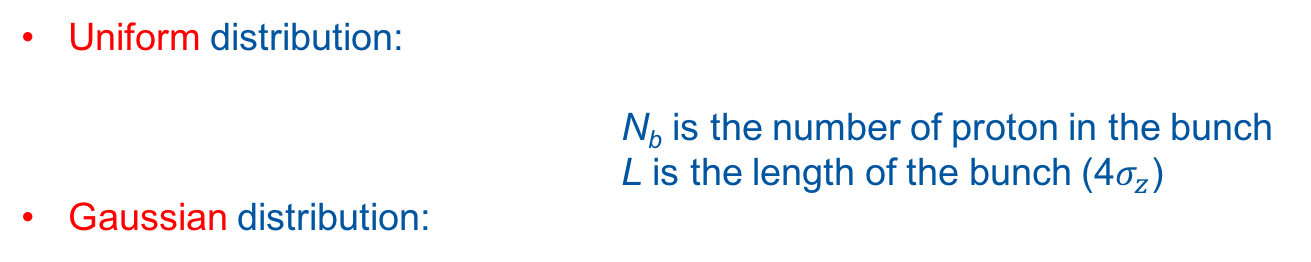 • Uniform distribution:
N_b is the number of proton in the bunch
L is the length of the bunch (4σ_z)
• Gaussian distribution: